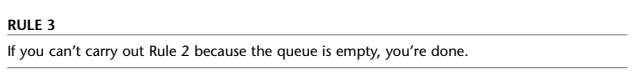 RULE 3
If you can’t carry out Rule 2 because the queue is empty, you’re done.